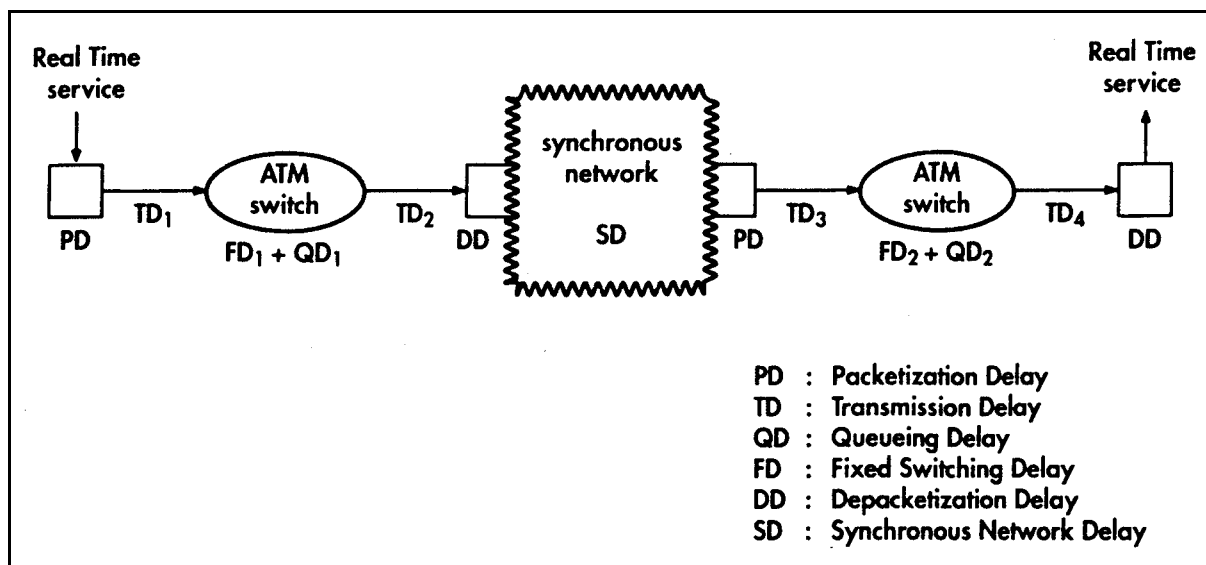 Real Time
service
PD
TD₁
ATM
switch
FD₁ + QD₁
TD₂
DD
synchronous
network
SD
PD
TD₃
ATM
switch
FD₂ + QD₂
TD₄
Real Time
service
DD
PD : Packetization Delay
TD : Transmission Delay
QD : Queueing Delay
FD : Fixed Switching Delay
DD : Depacketization Delay
SD : Synchronous Network Delay